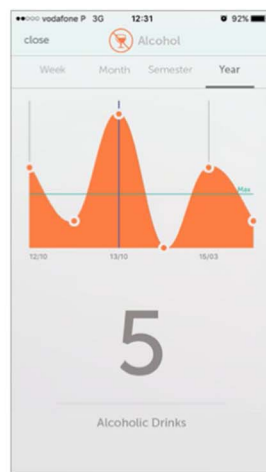 vodafone P 3G 12:31 92%
close Alcohol
Week Month Semester Year
Max
12/10 13/10 15/03
5
Alcoholic Drinks